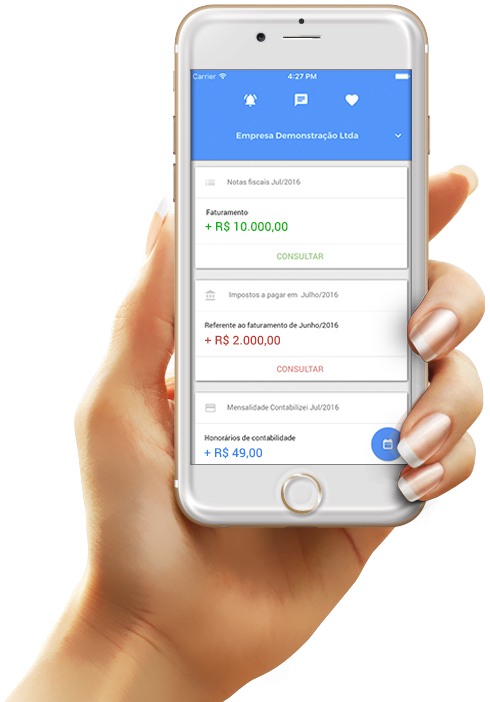 Carrier 4:27 PM
Empresa Demonstração Ltda
Notas fiscais Jul/2016
Faturamento
+ R$ 10.000,00
CONSULTAR
Impostos a pagar em Julho/2016
Referente ao faturamento de Junho/2016
+ R$ 2.000,00
CONSULTAR
Mensalidade Contabilizei Jul/2016
Honorários de contabilidade
+ R$ 49,00